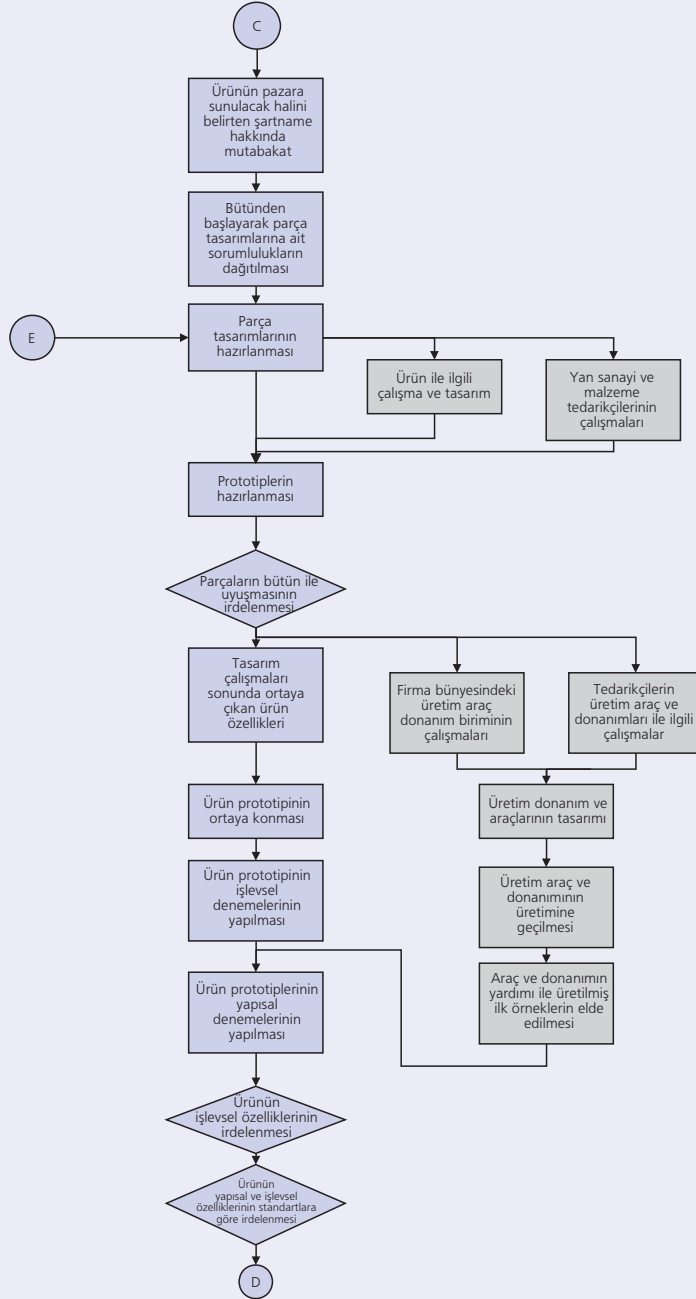 C
Ürünün pazara
sunulacak halini
belirten şartname
hakkında
mutabakat
Bütünden
başlayarak parça
tasarımlarına ait
sorumlulukların
dağıtılması
E
Parça
tasarımlarının
hazırlanması
Ürün ile ilgili
çalışma ve tasarım
Yan sanayi ve
malzeme
tedarikçilerinin
çalışmaları
Prototiplerin
hazırlanması
Parçaların bütün ile
uyuşmasının
irdelenmesi
Tasarım
çalışmaları
sonunda ortaya
çıkan ürün
özellikleri
Firma bünyesindeki
üretim araç
donanım biriminin
çalışmaları
Tedarikçilerin
üretim araç ve
donanımları ile ilgili
çalışmalar
Ürün prototipinin
ortaya konması
Üretim donanım ve
araçlarının tasarımı
Ürün prototipinin
işlevsel
denemelerinin
yapılması
Üretim araç ve
donanımının
üretimine
geçilmesi
Ürün prototiplerinin
yapısal
denemelerinin
yapılması
Araç ve donanımın
yardımı ile üretilmiş
ilk örneklerin elde
edilmesi
Ürünün
işlevsel özelliklerinin
irdelenmesi
Ürünün
yapısal ve işlevsel
özelliklerinin standartlara
göre irdelenmesi
D